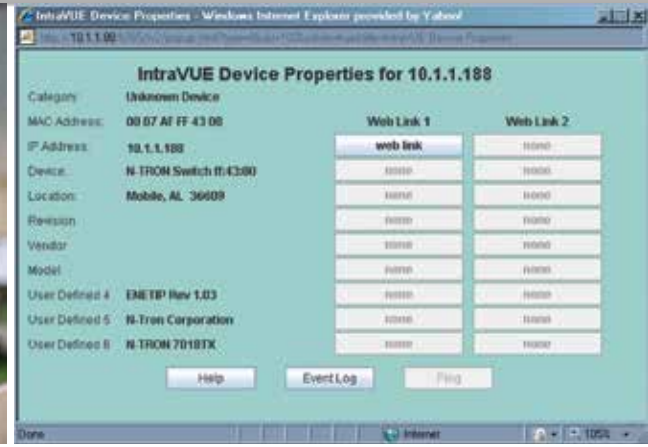 IntraVUE Device Properties - Windows Internet Explorer provided by Yahoo!
IntraVUE Device Properties for 10.1.1.188
Category: Unknown Device
MAC Address: 00 07 AF FF 43 00 Web Link 1 Web Link 2
IP Address: 10.1.1.188 web link none
Device: N-TRON Switch ff:43:00 none none
Location: Mobile, AL 36609 none none
Revision none none
Vendor none none
Model none none
User Defined 4 ENETIP Rev 1.03 none none
User Defined 5 N-Tron Corporation none none
User Defined 6 N-TRON 7018TX none none
Help Event Log Ping
Done Internet 105%